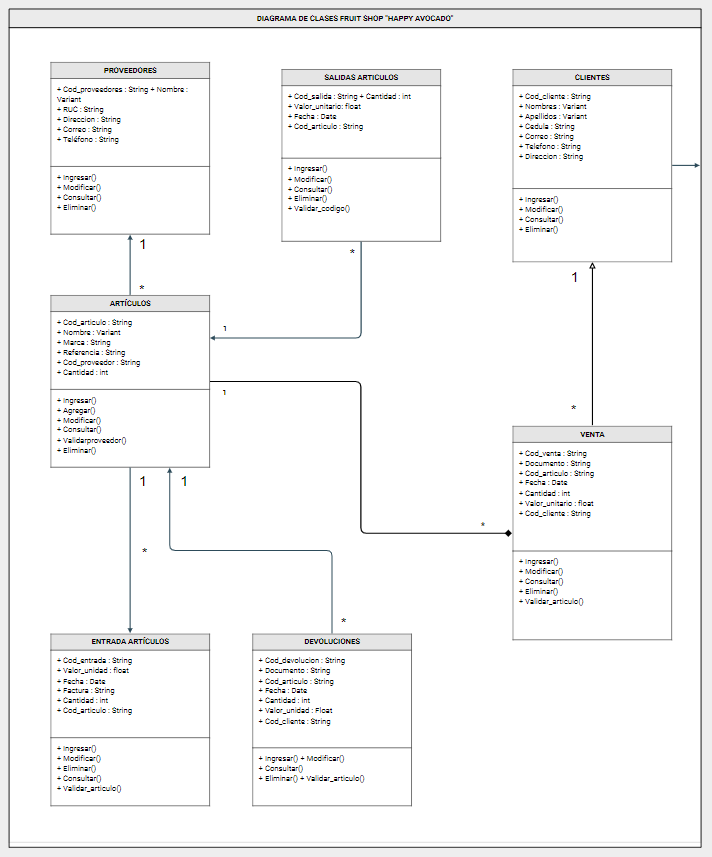 DIAGRAMA DE CLASES FRUIT SHOP "HAPPY AVOCADO"
PROVEEDORES
+ Cod_proveedores : String + Nombre :
Variant
+ RUC : String
+ Direccion : String
+ Correo : String
+ Teléfono : String
+ Ingresar()
+ Modificar()
+ Consultar()
+ Eliminar()
SALIDAS ARTICULOS
+ Cod_salida : String + Cantidad : int
+ Valor_unitario: float
+ Fecha : Date
+ Cod_articulo : String
+ Ingresar()
+ Modificar()
+ Consultar()
+ Eliminar()
+ Validar_codigo()
CLIENTES
+ Cod_cliente : String
+ Nombres : Variant
+ Apellidos : Variant
+ Cedula : String
+ Correo : String
+ Telefono : String
+ Direccion : String
+ Ingresar()
+ Modificar()
+ Consultar()
+ Eliminar()
1
*
*
1
1
*
ARTÍCULOS
+ Cod_articulo : String
+ Nombre : Variant
+ Marca : String
+ Referencia : String
+ Cod_proveedor : String
+ Cantidad : int
+ Ingresar()
+ Agregar()
+ Modificar()
+ Consultar()
+ Validarproveedor()
+ Eliminar()
1
*
VENTA
+ Cod_venta : String
+ Documento : String
+ Cod_articulo : String
+ Fecha : Date
+ Cantidad : int
+ Valor_unitario : float
+ Cod_cliente : String
+ Ingresar()
+ Modificar()
+ Consultar()
+ Eliminar()
+ Validar_articulo()
1
1
*
*
ENTRADA ARTÍCULOS
+ Cod_entrada : String
+ Valor_unidad : float
+ Fecha : Date
+ Factura : String
+ Cantidad : int
+ Cod_articulo : String
+ Ingresar()
+ Modificar()
+ Eliminar()
+ Consultar()
+ Validar_articulo()
DEVOLUCIONES
+ Cod_devolucion : String
+ Documento : String
+ Cod_articulo : String
+ Fecha : Date
+ Cantidad : int
+ Valor_unidad : Float
+ Cod_cliente : String
+ Ingresar() + Modificar()
+ Consultar()
+ Eliminar() + Validar_articulo()